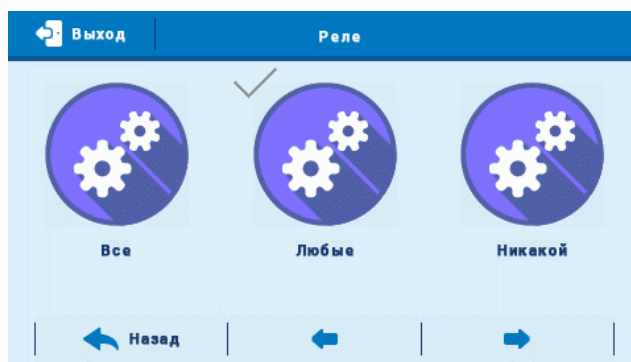 Выход
Реле
Все
Любые
Никакой
Назад